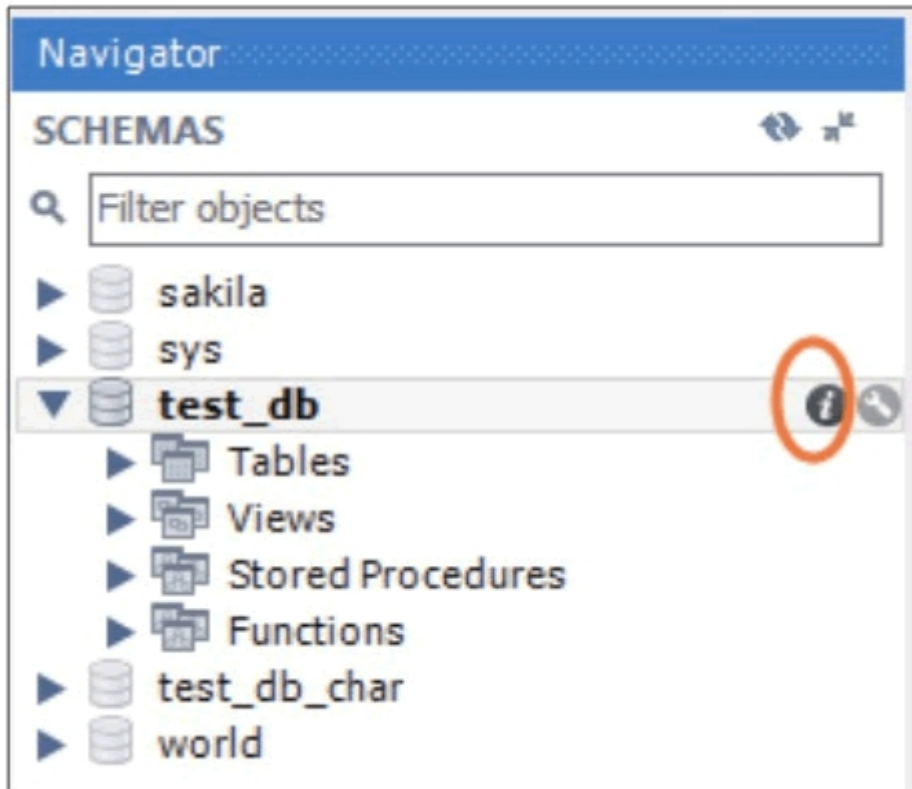 Navigator
SCHEMAS
Filter objects
sakila
sys
test_db
Tables
Views
Stored Procedures
Functions
test_db_char
world